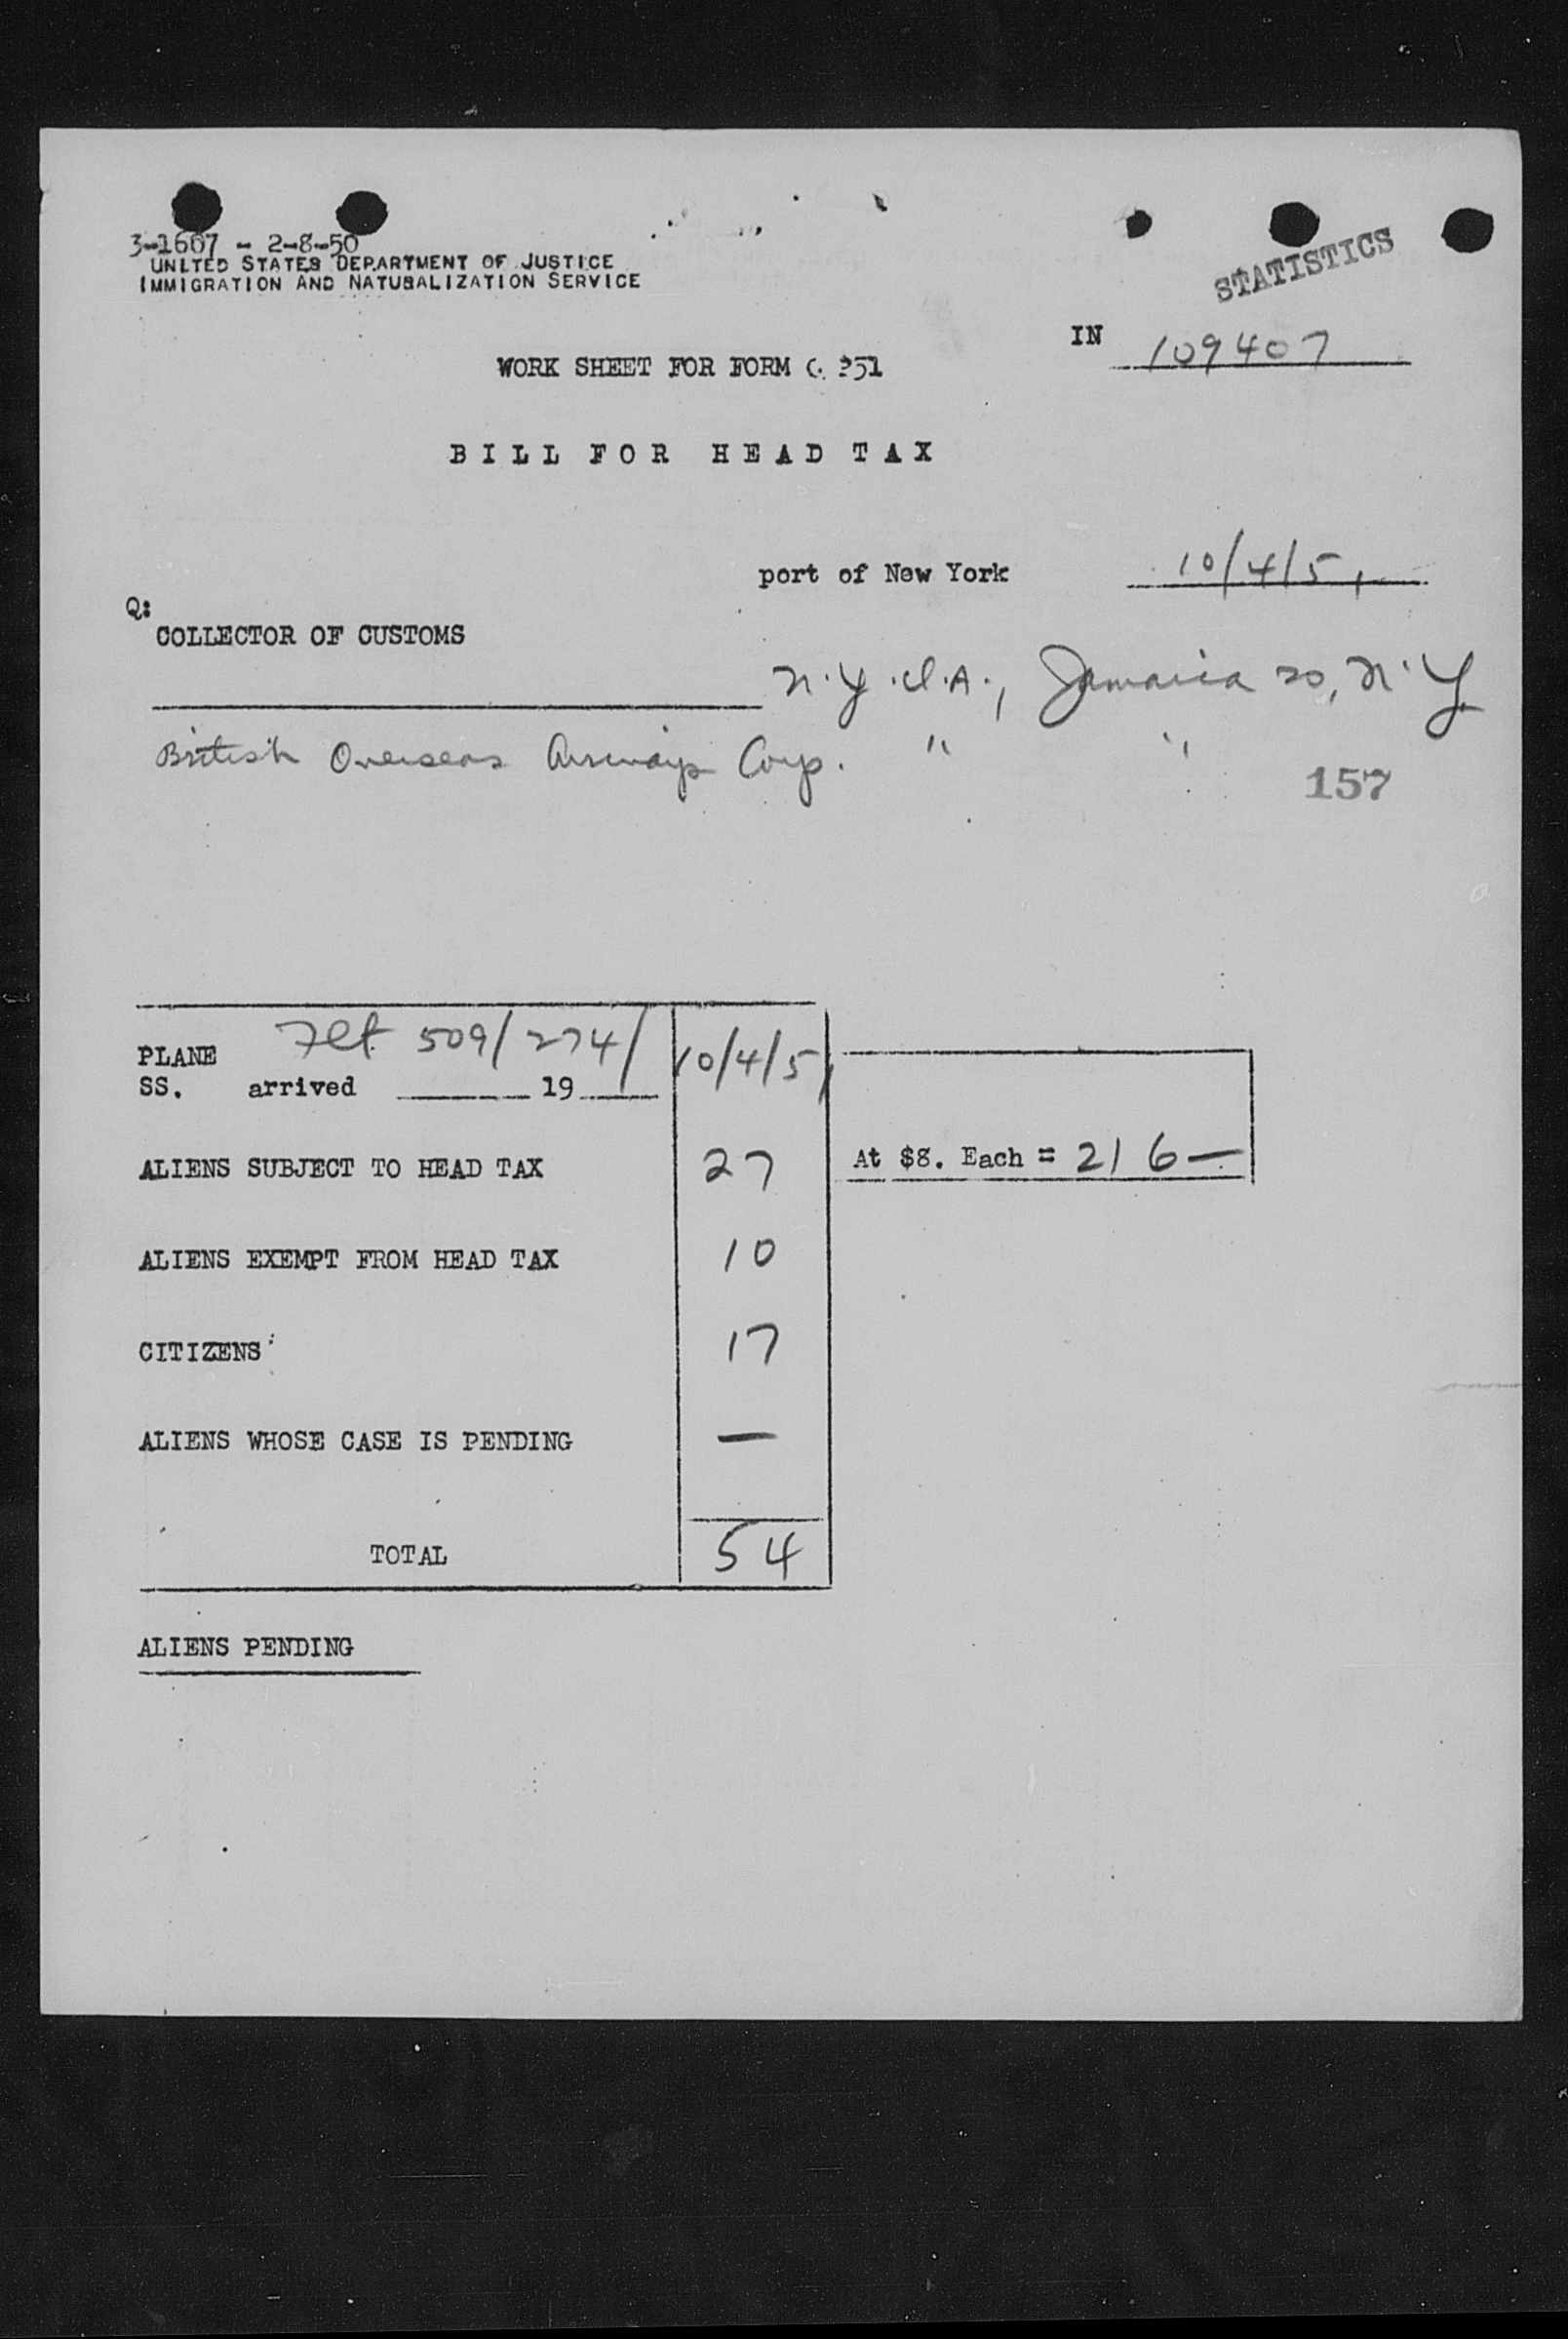 3-1607 - 2-8-50
UNITED STATES DEPARTMENT OF JUSTICE
IMMIGRATION AND NATURALIZATION SERVICE
STATISTICS
IN 109407
WORK SHEET FOR FORM 51
BILL FOR HEAD TAX
port of New York 10/4/51
Q:
COLLECTOR OF CUSTOMS
N.Y.I.A., Jamaica 20, N.Y.
British Overseas Airways Corp. " "
157
PLANE Flt 509/274/ 10/4/51
SS. arrived 19
ALIENS SUBJECT TO HEAD TAX 27 At $8. Each = 216—
ALIENS EXEMPT FROM HEAD TAX 10
CITIZENS 17
ALIENS WHOSE CASE IS PENDING —
TOTAL 54
ALIENS PENDING